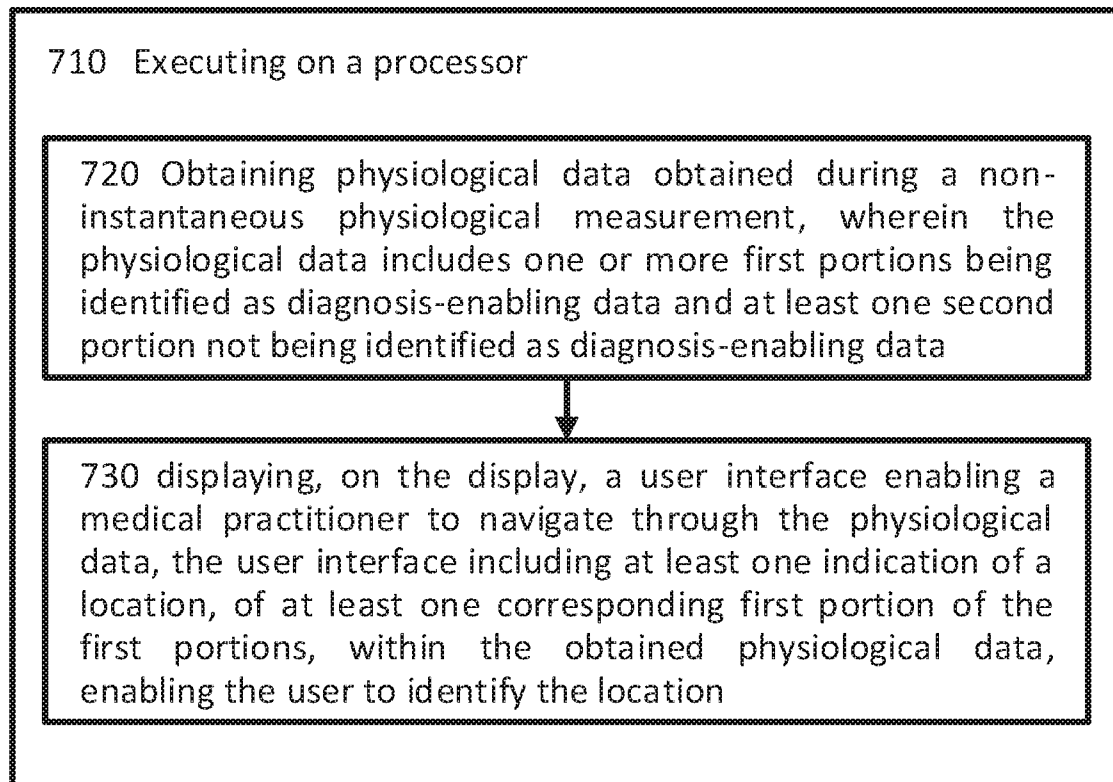 710 Executing on a processor
720 Obtaining physiological data obtained during a non-
instantaneous physiological measurement, wherein the
physiological data includes one or more first portions being
identified as diagnosis-enabling data and at least one second
portion not being identified as diagnosis-enabling data
730 displaying, on the display, a user interface enabling a
medical practitioner to navigate through the physiological
data, the user interface including at least one indication of a
location, of at least one corresponding first portion of the
first portions, within the obtained physiological data,
enabling the user to identify the location